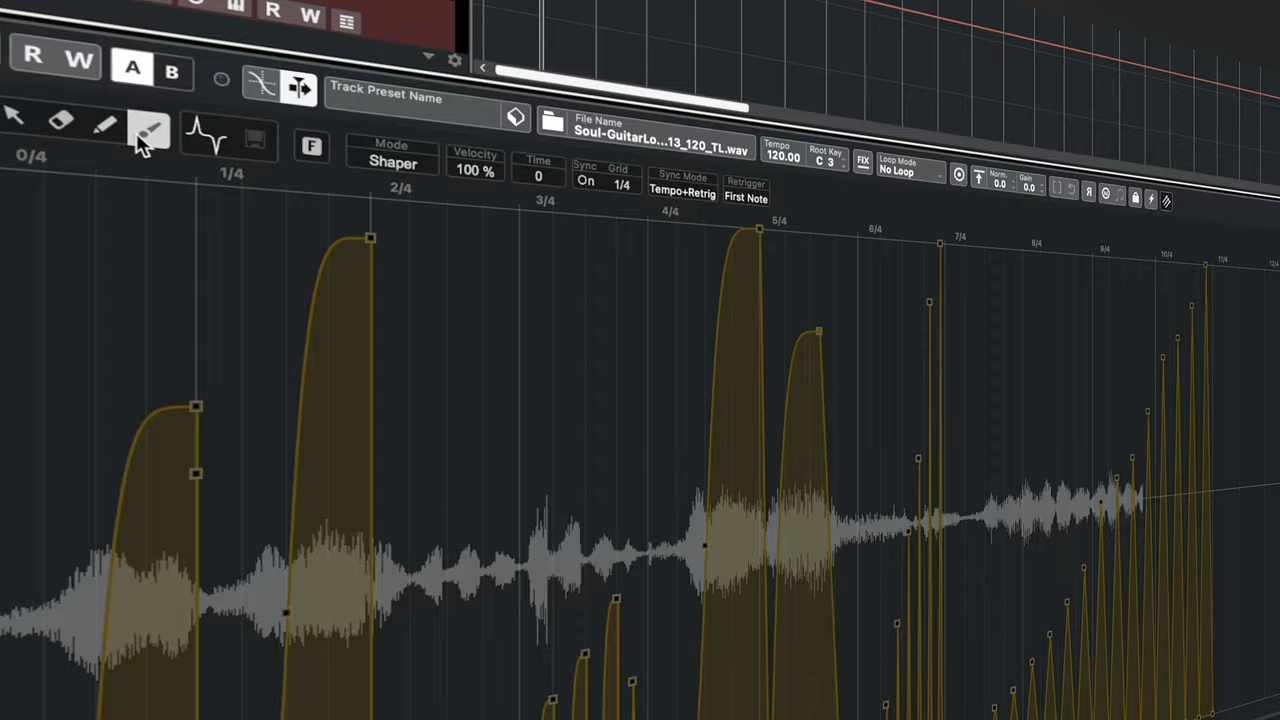 R W
R W A B Track Preset Name
File Name
Soul-GuitarLo...13_120_TL.wav
Tempo
120.00
Root Key
C 3
FIX
Loop Mode
No Loop
Norm.
0.0
Gain
0.0
F
Mode
Shaper
Velocity
100 %
Time
0
Sync
On
Grid
1/4
Sync Mode
Tempo+Retrig
Retrigger
First Note
0/4 1/4 2/4 3/4 4/4 5/4 6/4 7/4 8/4 9/4 10/4 11/4